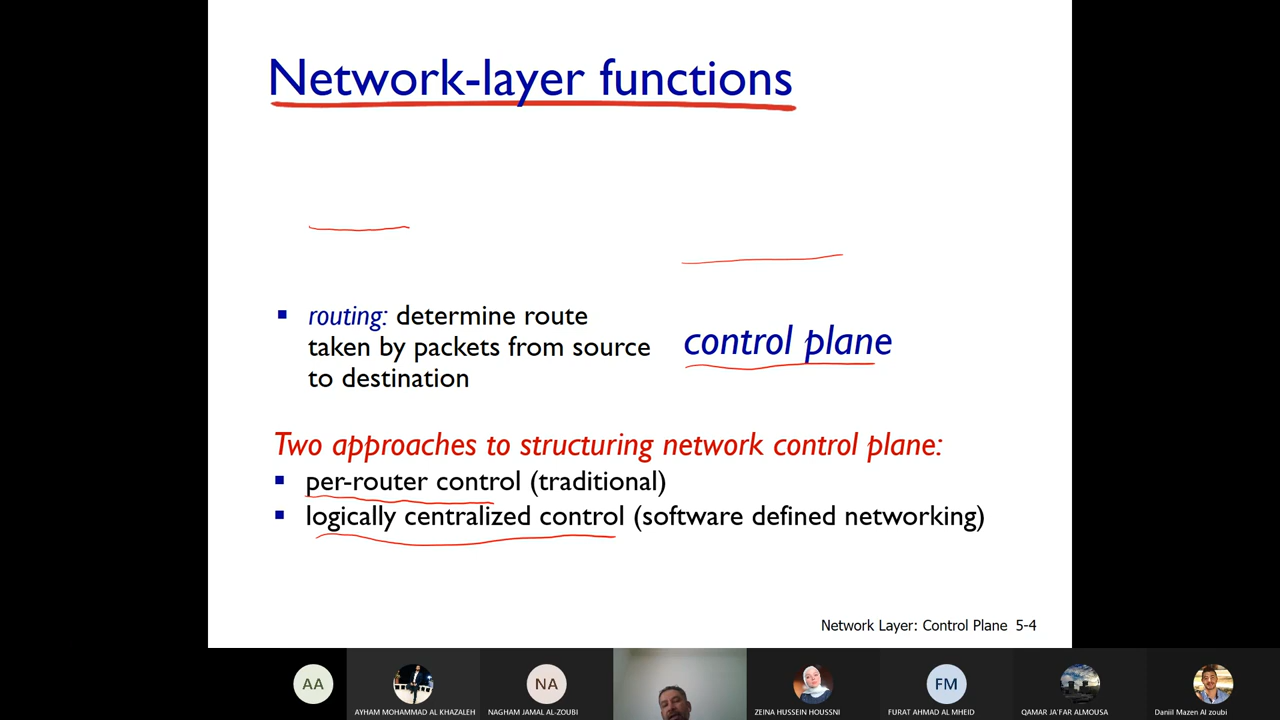 Network-layer functions
▪ routing: determine route
taken by packets from source
to destination
control plane
Two approaches to structuring network control plane:
▪ per-router control (traditional)
▪ logically centralized control (software defined networking)
Network Layer: Control Plane 5-4
AA
NA
FM
AYHAM MOHAMMAD AL KHAZALEH
NAGHAM JAMAL AL-ZOUBI
ZEINA HUSSEIN HOUSSNI
FURAT AHMAD AL MHEID
QAMAR JA'FAR ALMOUSA
Daniil Mazen Al zoubi